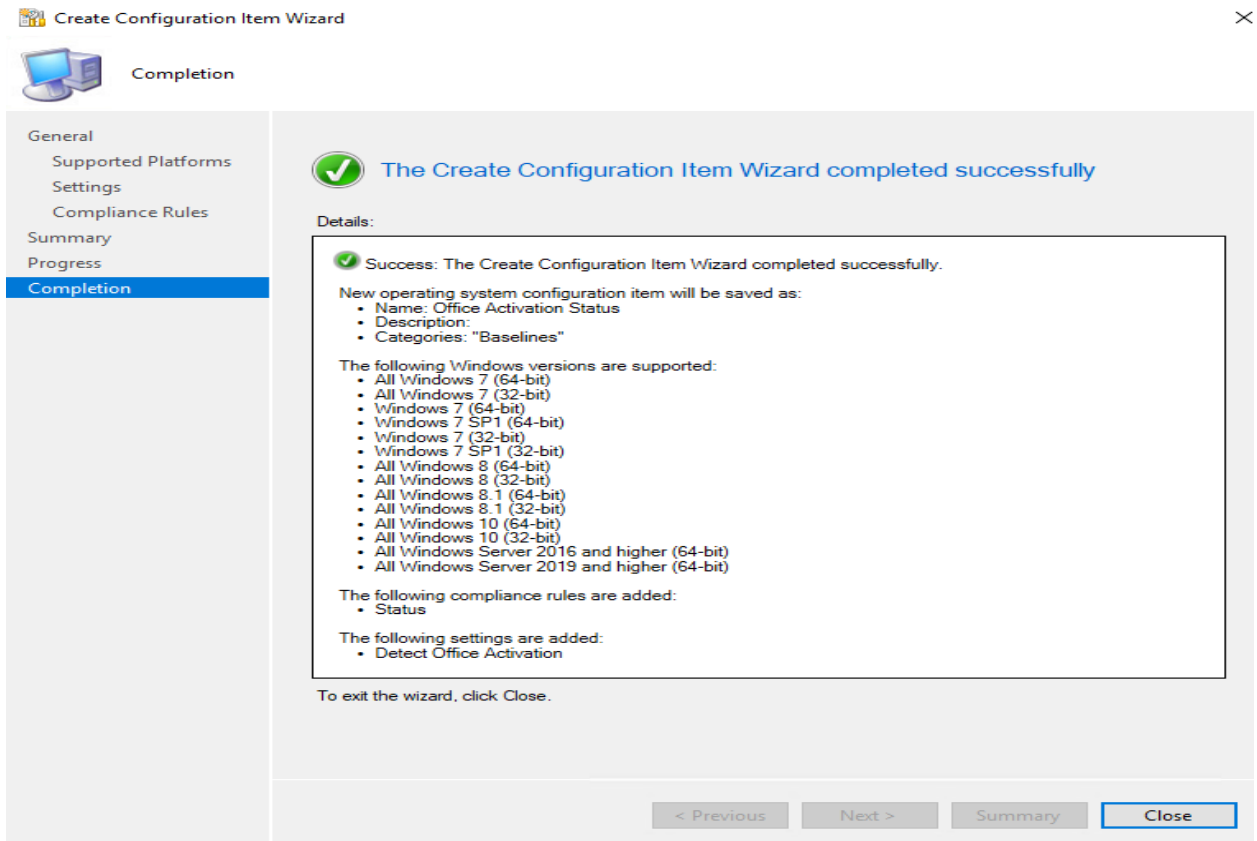 Create Configuration Item Wizard
Completion
General
Supported Platforms
Settings
Compliance Rules
Summary
Progress
Completion
The Create Configuration Item Wizard completed successfully
Details:
Success: The Create Configuration Item Wizard completed successfully.
New operating system configuration item will be saved as:
• Name: Office Activation Status
• Description:
• Categories: "Baselines"
The following Windows versions are supported:
• All Windows 7 (64-bit)
• All Windows 7 (32-bit)
• Windows 7 (64-bit)
• Windows 7 SP1 (64-bit)
• Windows 7 (32-bit)
• Windows 7 SP1 (32-bit)
• All Windows 8 (64-bit)
• All Windows 8 (32-bit)
• All Windows 8.1 (64-bit)
• All Windows 8.1 (32-bit)
• All Windows 10 (64-bit)
• All Windows 10 (32-bit)
• All Windows Server 2016 and higher (64-bit)
• All Windows Server 2019 and higher (64-bit)
The following compliance rules are added:
• Status
The following settings are added:
• Detect Office Activation
To exit the wizard, click Close.
< Previous
Next >
Summary
Close